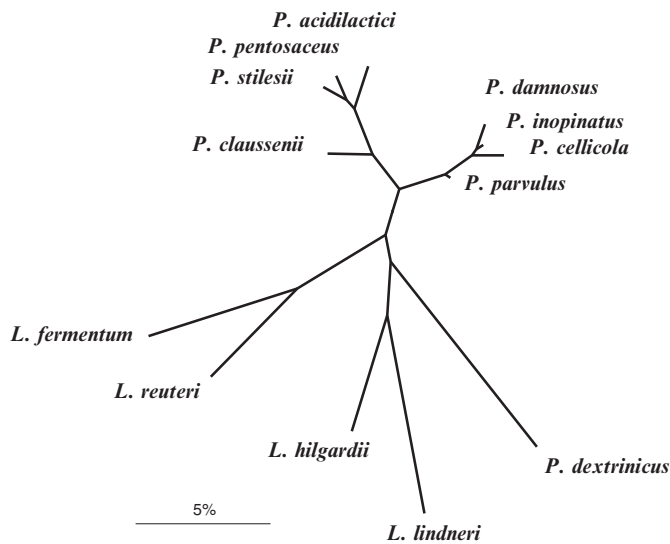 P. acidilactici
P. pentosaceus
P. stilesii
P. damnosus
P. inopinatus
P. claussenii
P. cellicola
P. parvulus
L. fermentum
L. reuteri
L. hilgardii
P. dextrinicus
5%
L. lindneri